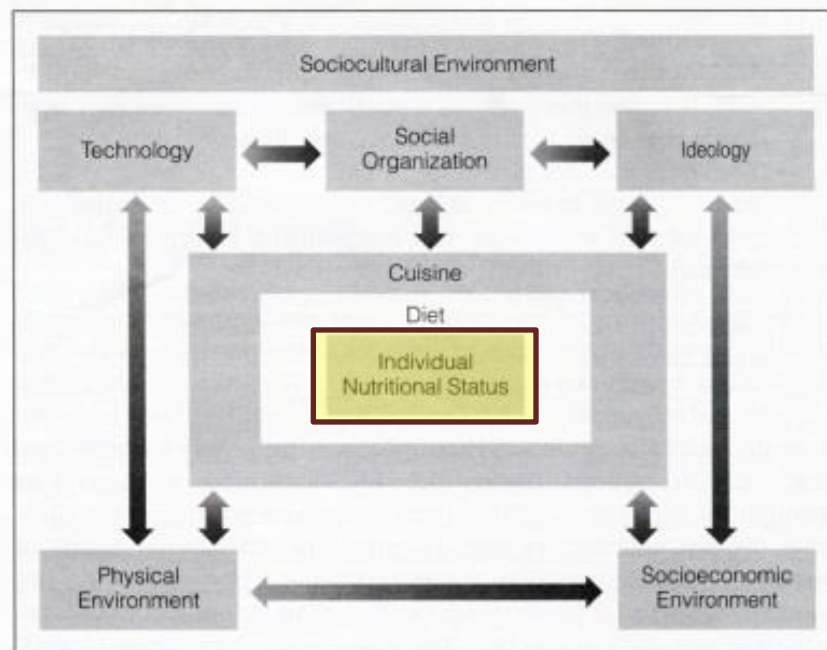 Sociocultural Environment
Technology
Social
Organization
Ideology
Cuisine
Diet
Individual
Nutritional Status
Physical
Environment
Socioeconomic
Environment